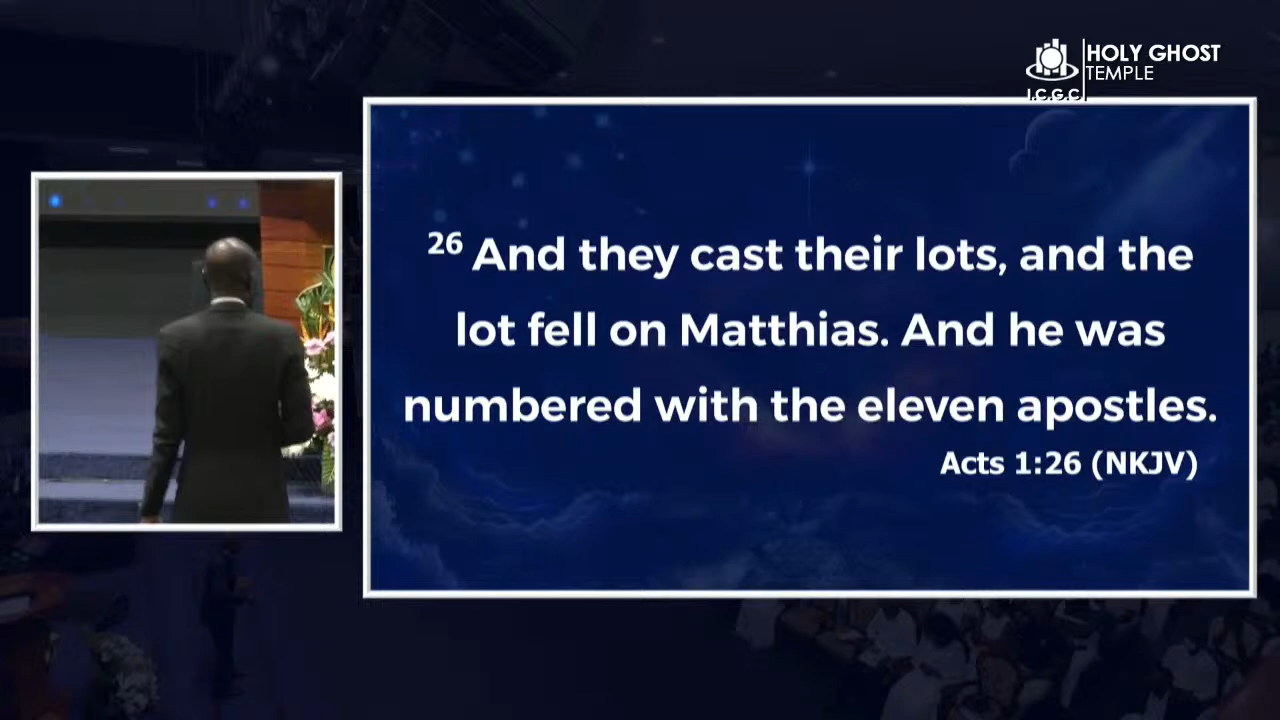 HOLY GHOST
TEMPLE
I.C.G.C
26 And they cast their lots, and the
lot fell on Matthias. And he was
numbered with the eleven apostles.
Acts 1:26 (NKJV)